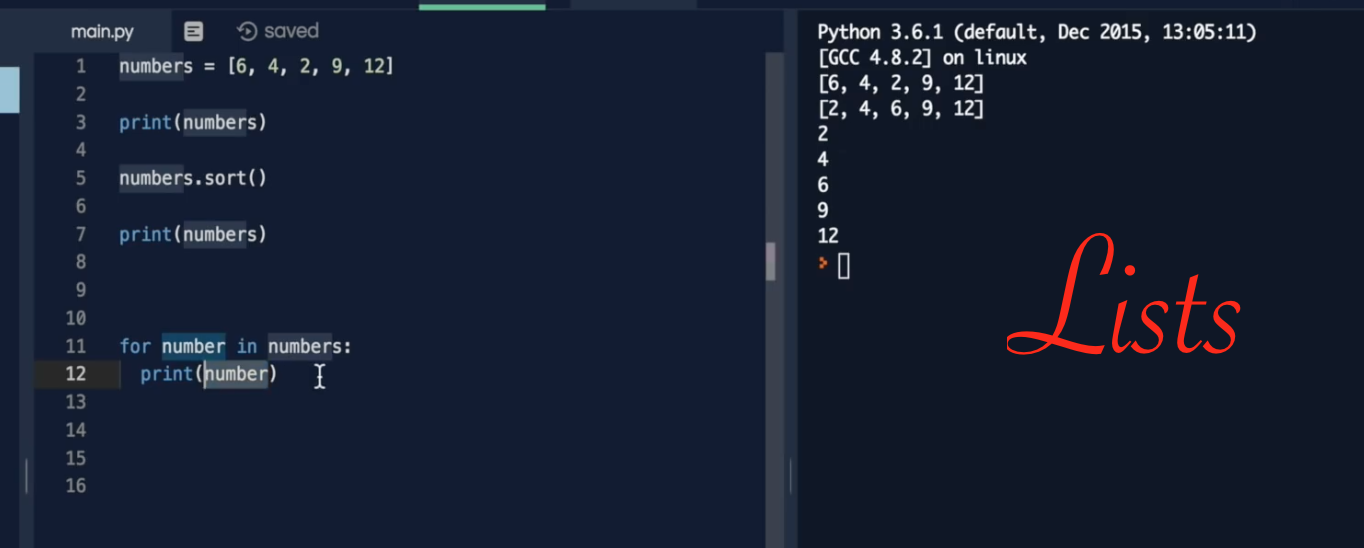 main.py saved
1 numbers = [6, 4, 2, 9, 12]
2
3 print(numbers)
4
5 numbers.sort()
6
7 print(numbers)
8
9
10
11 for number in numbers:
12   print(number)
13
14
15
16
Python 3.6.1 (default, Dec 2015, 13:05:11)
[GCC 4.8.2] on linux
[6, 4, 2, 9, 12]
[2, 4, 6, 9, 12]
2
4
6
9
12
>
Lists